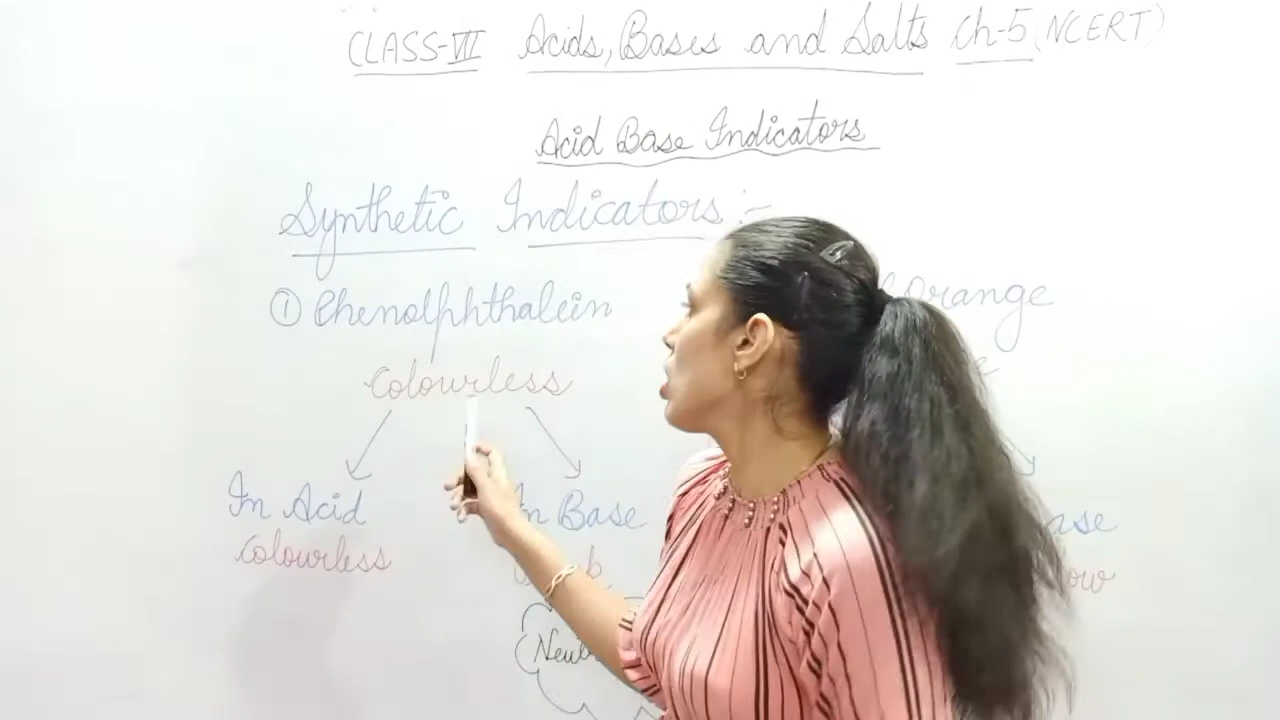 CLASS-VII Acids, Bases and Salts Ch-5 (NCERT)
Acid Base Indicators
Synthetic Indicators :-
① Phenolphthalein
Orange
Colourless
In Acid
In Base
Colourless